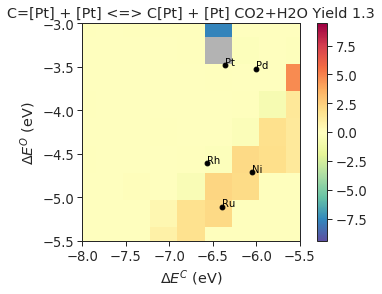 C=[Pt] + [Pt] <=> C[Pt] + [Pt] CO2+H2O Yield 1.3
−3.0
−3.5
−4.0
−4.5
−5.0
−5.5
ΔE^O (eV)
Pt
Pd
Rh
Ni
Ru
−8.0 −7.5 −7.0 −6.5 −6.0 −5.5
ΔE^C (eV)
7.5
5.0
2.5
0.0
−2.5
−5.0
−7.5